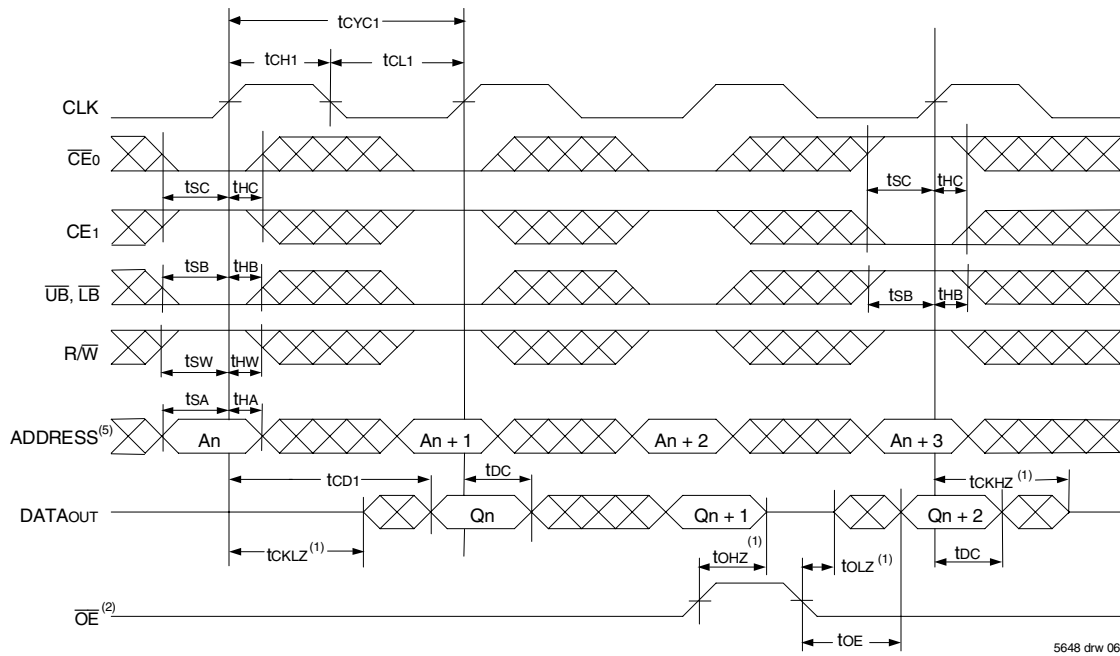 tCYC1
tCH1 tCL1
CLK
CE0
tSC tHC tSC tHC
CE1
tSB tHB
UB, LB
tSB tHB
R/W
tSW tHW
tSA tHA
ADDRESS(5) An An + 1 An + 2 An + 3
tCD1 tDC tCKHZ(1)
DATAOUT Qn Qn + 1 Qn + 2
tCKLZ(1) tOHZ(1) tOLZ(1) tDC
OE(2)
tOE
5648 drw 06